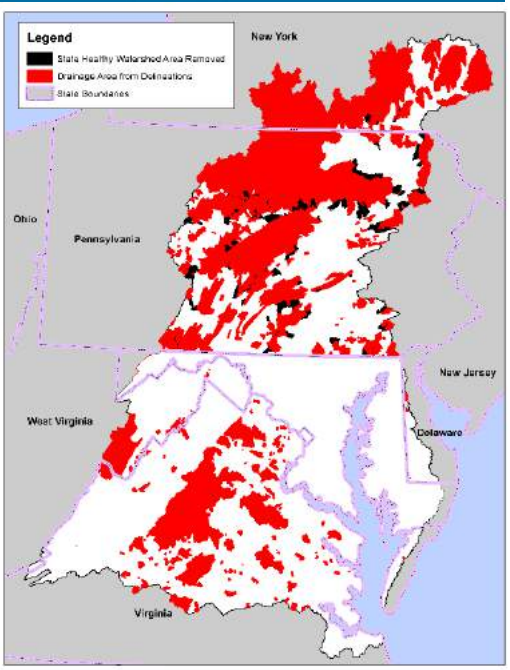 Legend
State Healthy Watershed Area Removed
Drainage Area from Delineations
State Boundaries
New York
Ohio
Pennsylvania
New Jersey
West Virginia
Delaware
Virginia